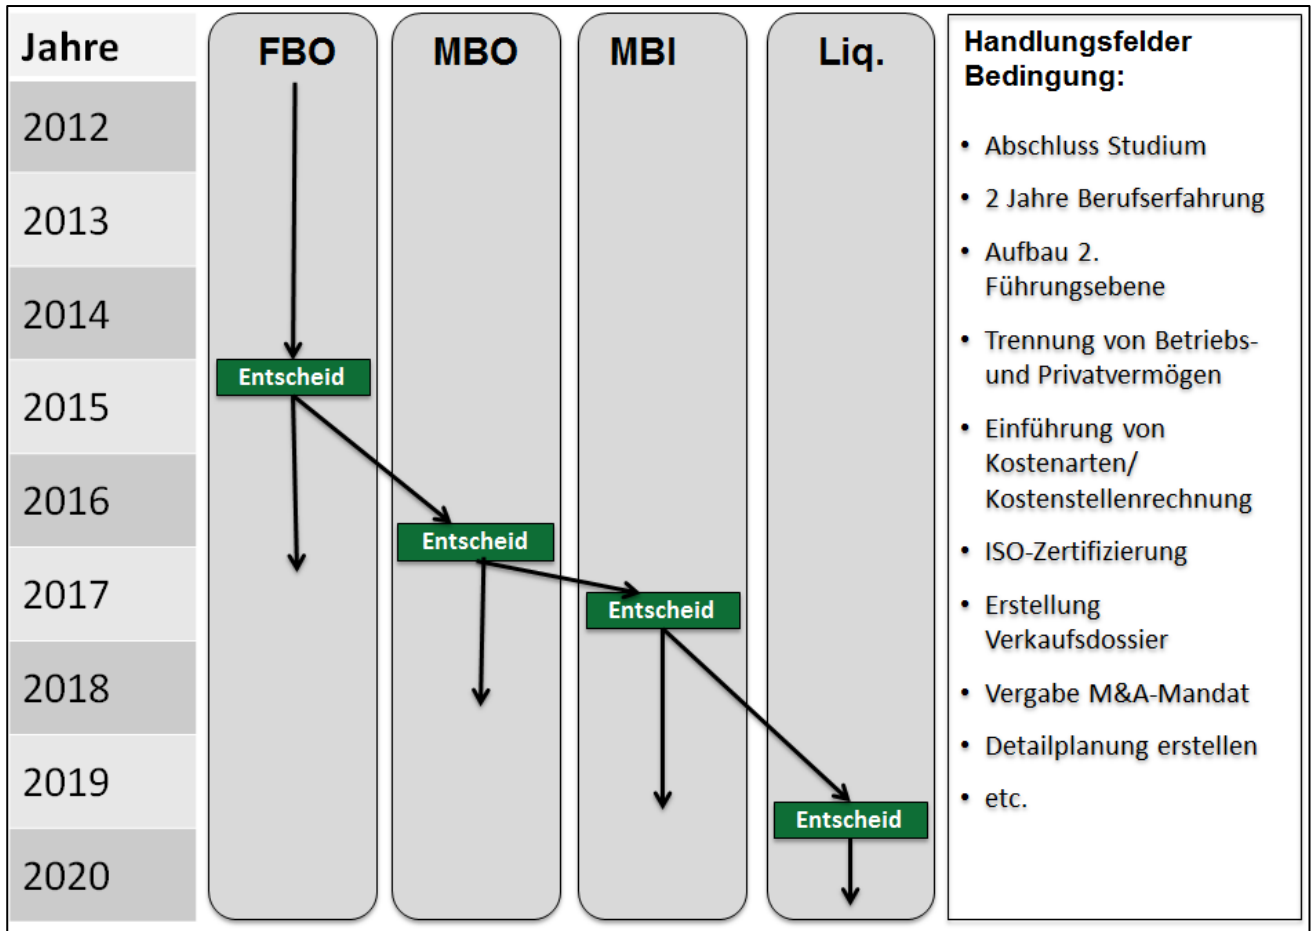 Jahre
FBO
MBO
MBI
Liq.
2012
2013
2014
2015
2016
2017
2018
2019
2020
Entscheid
Entscheid
Entscheid
Entscheid
Handlungsfelder
Bedingung:
• Abschluss Studium
• 2 Jahre Berufserfahrung
• Aufbau 2.
Führungsebene
• Trennung von Betriebs-
und Privatvermögen
• Einführung von
Kostenarten/
Kostenstellenrechnung
• ISO-Zertifizierung
• Erstellung
Verkaufsdossier
• Vergabe M&A-Mandat
• Detailplanung erstellen
• etc.